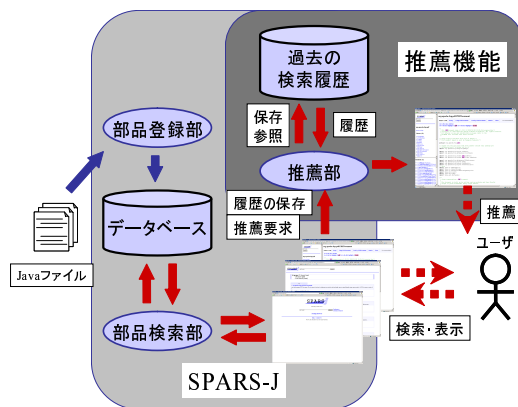 過去の
検索履歴
推薦機能
保存
参照
履歴
部品登録部
推薦部
履歴の保存
推薦要求
推薦
データベース
ユーザ
Javaファイル
部品検索部
SPARS-J
検索・表示